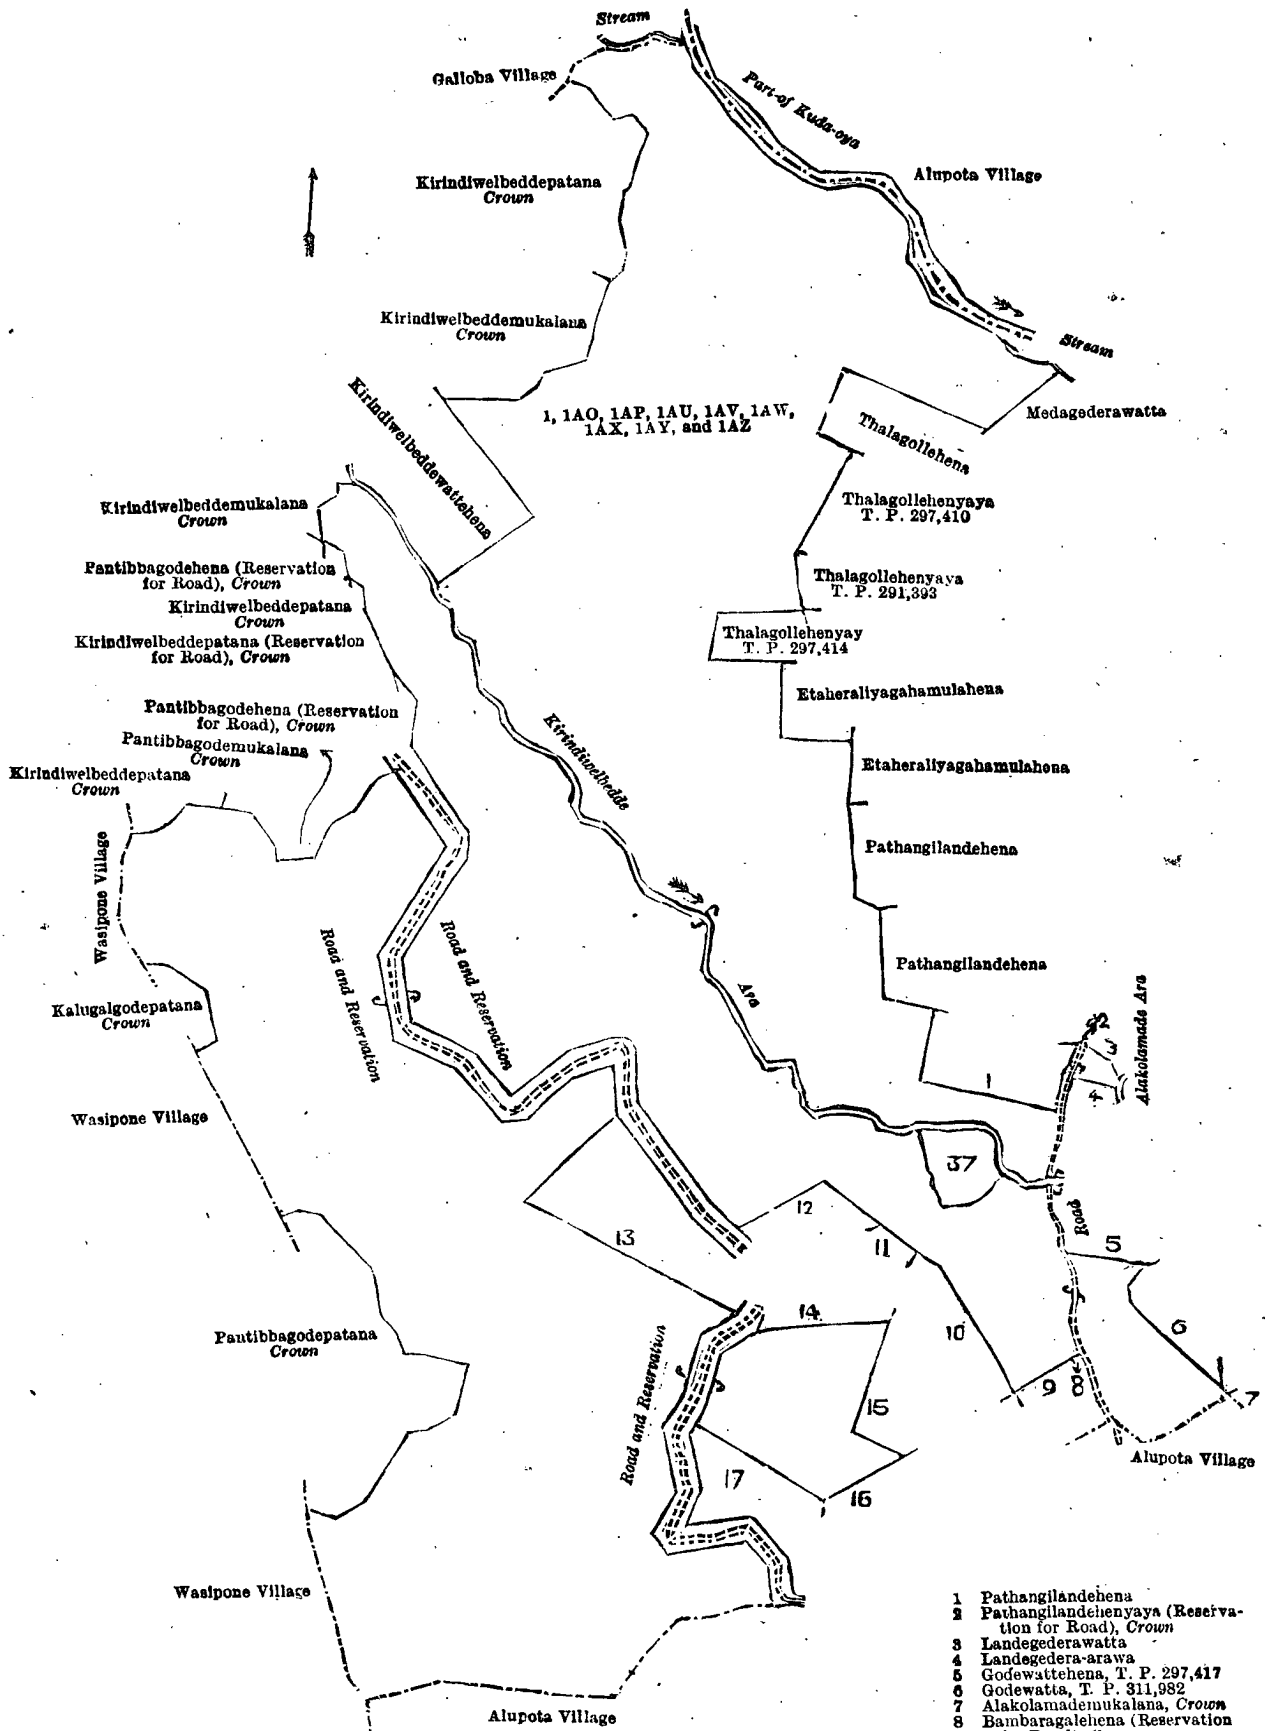 Stream
Galloba Village
Part of Kuda-oya
Kirindiwelbeddepatana
Crown
Alupota Village
Kirindiwelbeddemukalana
Crown
Stream
Kirindiwelbeddewattehena
1, 1AO, 1AP, 1AU, 1AV, 1AW,
1AX, 1AY, and 1AZ
Medagederawatta
Thalagollehena
Thalagollehenyaya
T. P. 297,410
Kirindiwelbeddemukalana
Crown
Pantibbagodehena (Reservation
for Road), Crown
Thalagollehenyaya
T. P. 291,393
Kirindiwelbeddepatana
Crown
Kirindiwelbeddepatana (Reservation
for Road), Crown
Thalagollehenyay
T. P. 297,414
Etaheraliyagahamulahena
Pantibbagodehena (Reservation
for Road), Crown
Pantibbagodemukalana
Crown
Kirindiwelbedde
Etaheraliyagahamulahena
Kirindiwelbeddepatana
Crown
Wasipone Village
Pathangilandehena
Road and Reservation
Road and Reservation
Pathangilandehena
Ara
Kalugalgodepatana
Crown
Alakolamade Ara
2
3
1
4
Wasipone Village
37
12
Road
13
11
5
14
10
6
Pantibbagodepatana
Crown
Road and Reservation
9
8
7
15
Alupota Village
17
16
Wasipone Village
Alupota Village
1 Pathangilandehena
2 Pathangilandehenyaya (Reserva-
tion for Road), Crown
3 Landegederawatta
4 Landegedera-arawa
5 Godewattehena, T. P. 297,417
6 Godewatta, T. P. 311,982
7 Alakolamademukalana, Crown
8 Bambaragalehena (Reservation